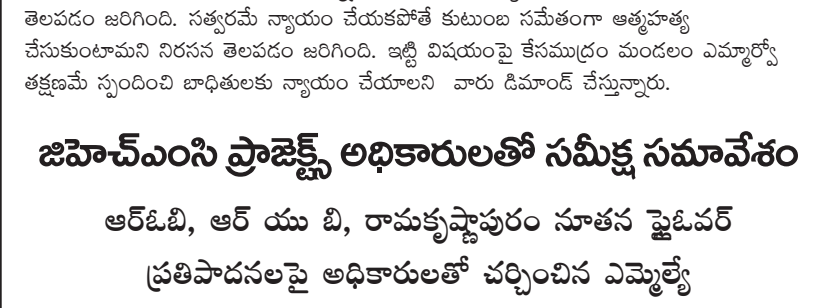 తెలపడం జరిగింది. సత్వరమే న్యాయం చేయకపోతే కుటుంబ సమేతంగా ఆత్మహత్య
చేసుకుంటామని నిరసన తెలపడం జరిగింది. ఇట్టి విషయంపై కేసముద్రం మండలం ఎమ్మార్వో
తక్షణమే స్పందించి బాధితులకు న్యాయం చేయాలని వారు డిమాండ్ చేస్తున్నారు.
జిహెచ్ఎంసి ప్రాజెక్ట్స్ అధికారులతో సమీక్ష సమావేశం
ఆర్ఓబి, ఆర్ యు బి, రామకృష్ణాపురం నూతన ఫ్లైఓవర్
ప్రతిపాదనలపై అధికారులతో చర్చించిన ఎమ్మెల్యే